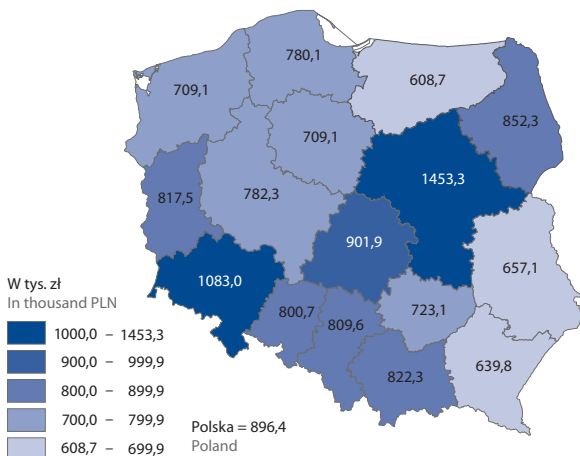 780,1
608,7
709,1
852,3
709,1
1453,3
817,5
782,3
901,9
657,1
1083,0
800,7
809,6
723,1
822,3
639,8
W tys. zł
In thousand PLN
1000,0 – 1453,3
900,0 – 999,9
800,0 – 899,9
700,0 – 799,9
608,7 – 699,9
Polska = 896,4
Poland